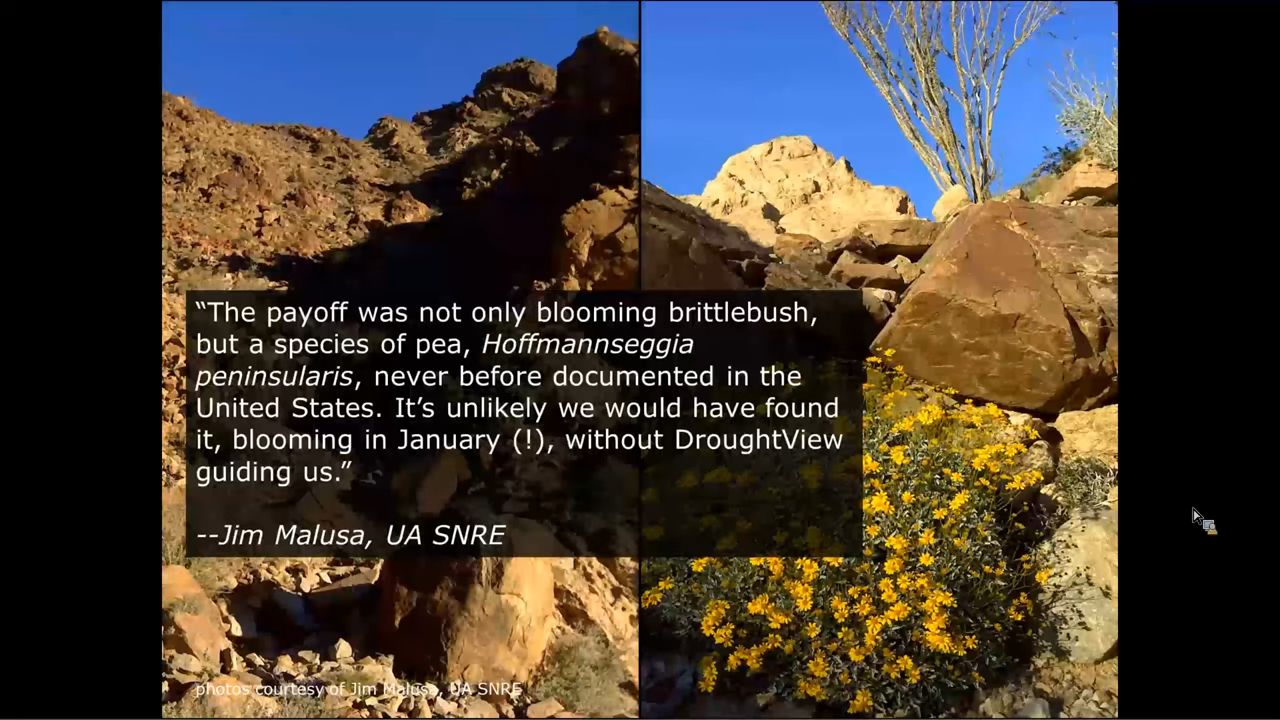 “The payoff was not only blooming brittlebush,
but a species of pea, Hoffmannseggia
peninsularis, never before documented in the
United States. It’s unlikely we would have found
it, blooming in January (!), without DroughtView
guiding us.”
--Jim Malusa, UA SNRE
photos courtesy of Jim Malusa, UA SNRE